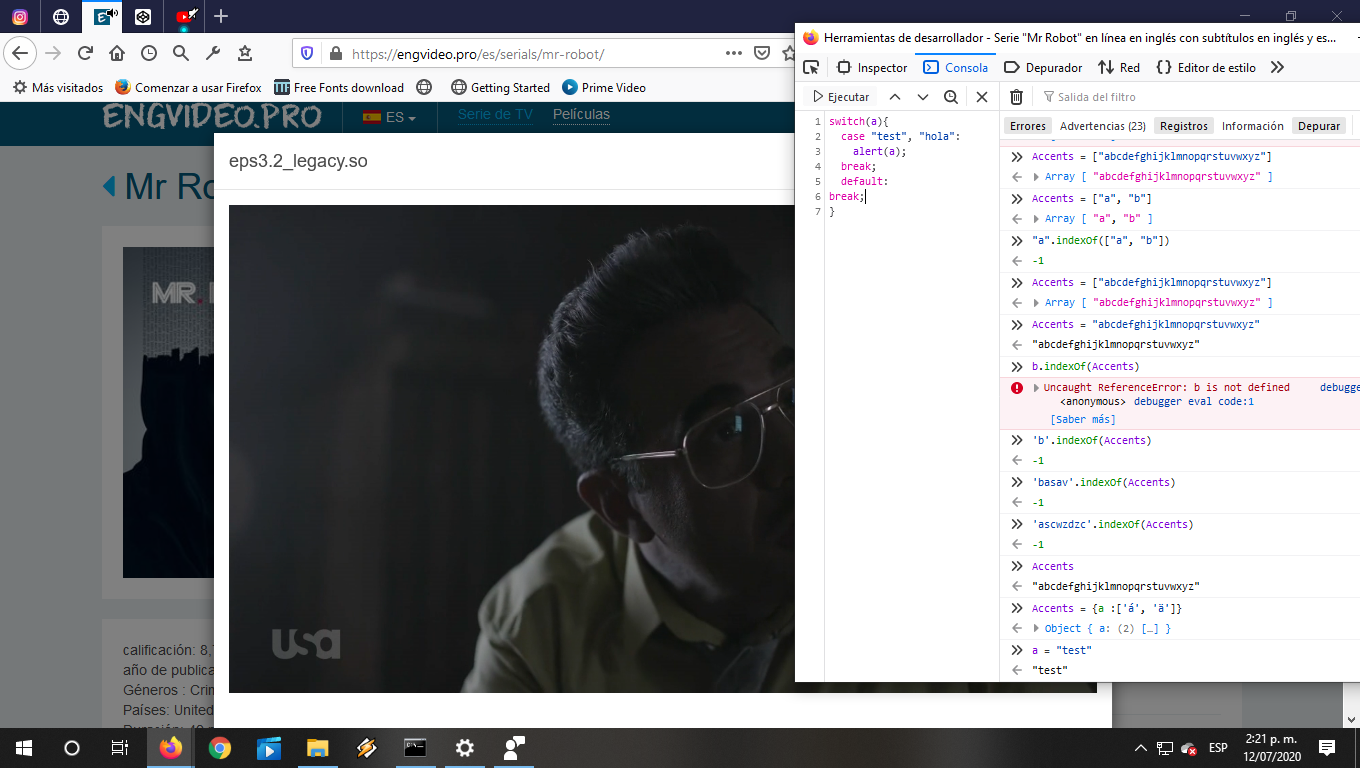 https://engvideo.pro/es/serials/mr-robot/
Más visitados
Comenzar a usar Firefox
Free Fonts download
Getting Started
Prime Video
ENGVIDEO.PRO
ES
Serie de TV
Películas
Mr Ro
MR.
calificación: 8,
año de publica
Géneros : Crim
Países: United
eps3.2_legacy.so
usa
Herramientas de desarrollador - Serie "Mr Robot" en línea en inglés con subtítulos en inglés y es...
Inspector
Consola
Depurador
Red
Editor de estilo
Ejecutar
Salida del filtro
1 switch(a){
2 case "test", "hola":
3 alert(a);
4 break;
5 default:
6 break;
7 }
Errores
Advertencias (23)
Registros
Información
Depurar
Accents = ["abcdefghijklmnopqrstuvwxyz"]
Array [ "abcdefghijklmnopqrstuvwxyz" ]
Accents = ["a", "b"]
Array [ "a", "b" ]
"a".indexOf(["a", "b"])
-1
Accents = ["abcdefghijklmnopqrstuvwxyz"]
Array [ "abcdefghijklmnopqrstuvwxyz" ]
Accents = "abcdefghijklmnopqrstuvwxyz"
"abcdefghijklmnopqrstuvwxyz"
b.indexOf(Accents)
Uncaught ReferenceError: b is not defined debugge
<anonymous> debugger eval code:1
[Saber más]
'b'.indexOf(Accents)
-1
'basav'.indexOf(Accents)
-1
'ascwzdzc'.indexOf(Accents)
-1
Accents
"abcdefghijklmnopqrstuvwxyz"
Accents = {a :['á', 'ä']}
Object { a: (2) […] }
a = "test"
"test"
ESP
2:21 p. m.
12/07/2020